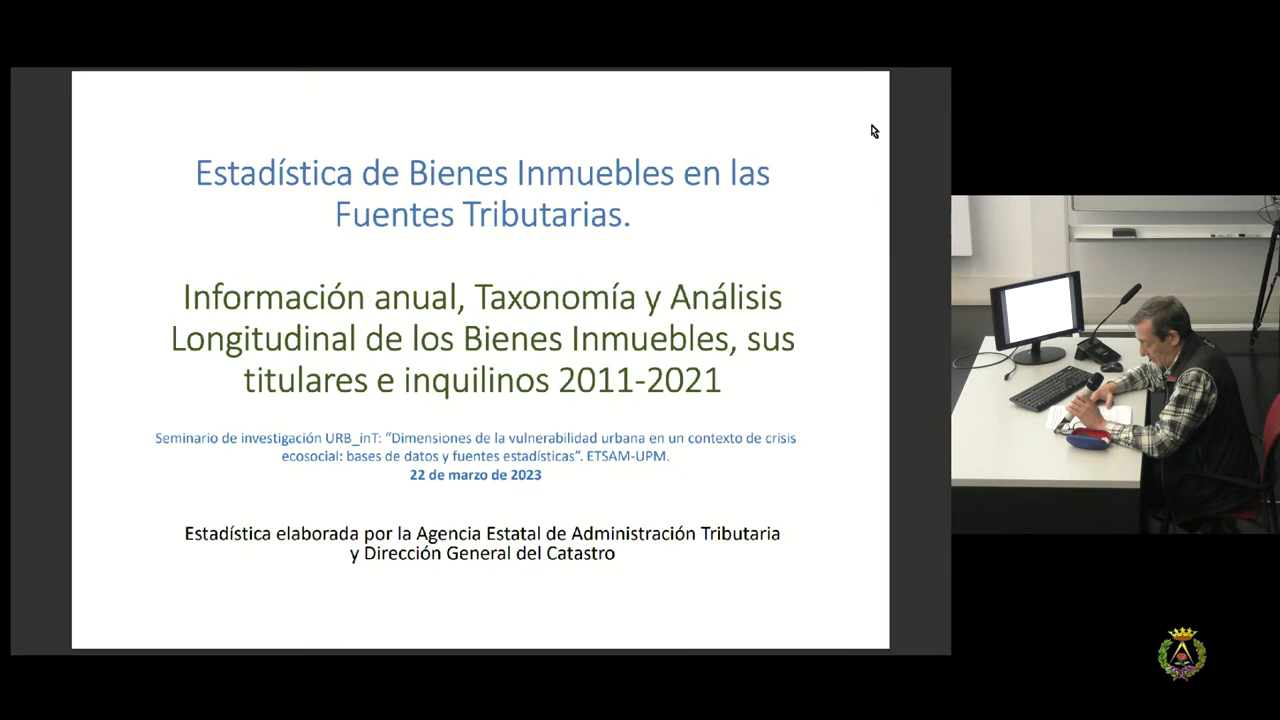 Estadística de Bienes Inmuebles en las
Fuentes Tributarias.
Información anual, Taxonomía y Análisis
Longitudinal de los Bienes Inmuebles, sus
titulares e inquilinos 2011-2021
Seminario de investigación URB_inT: “Dimensiones de la vulnerabilidad urbana en un contexto de crisis
ecosocial: bases de datos y fuentes estadísticas”. ETSAM-UPM.
22 de marzo de 2023
Estadística elaborada por la Agencia Estatal de Administración Tributaria
y Dirección General del Catastro